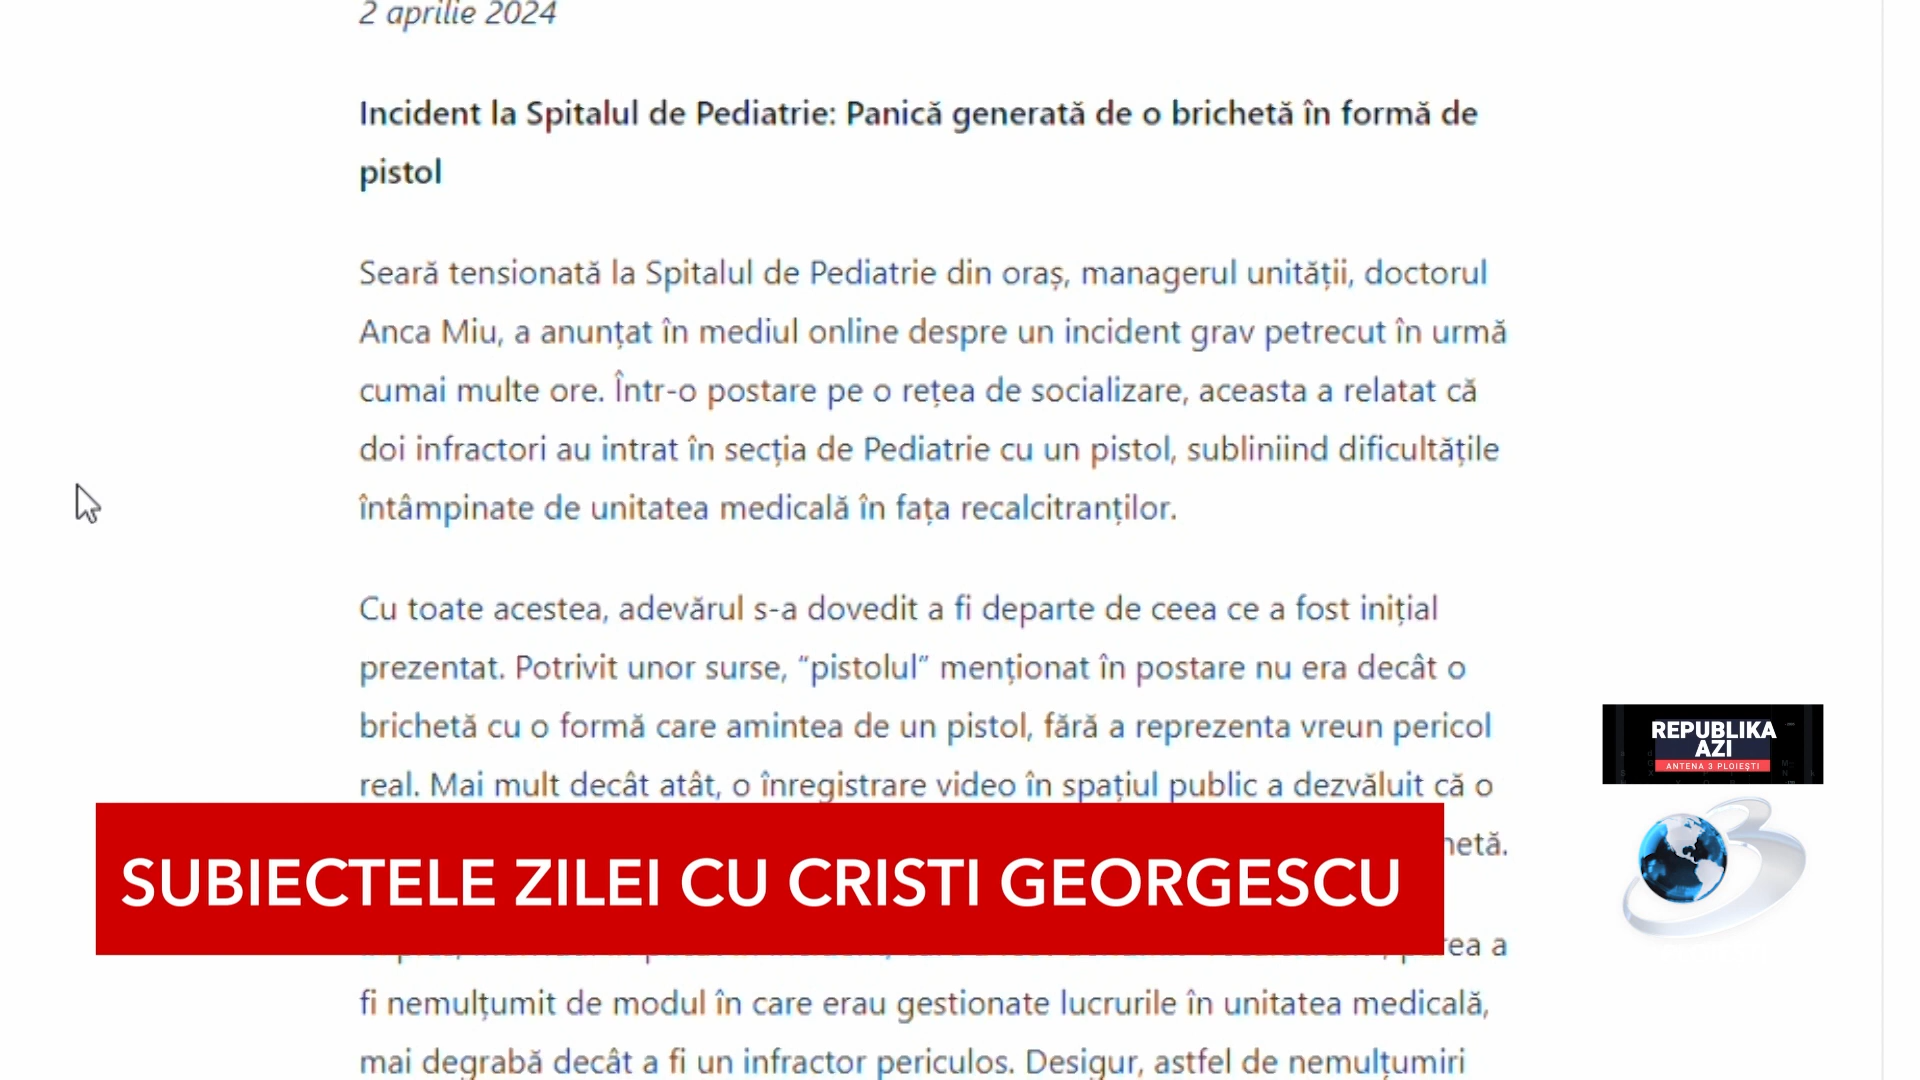 2 aprilie 2024
Incident la Spitalul de Pediatrie: Panică generată de o brichetă în formă de
pistol
Seară tensionată la Spitalul de Pediatrie din oraș, managerul unității, doctorul
Anca Miu, a anunțat în mediul online despre un incident grav petrecut în urmă
cumai multe ore. Într-o postare pe o rețea de socializare, aceasta a relatat că
doi infractori au intrat în secția de Pediatrie cu un pistol, subliniind dificultățile
întâmpinate de unitatea medicală în fața recalcitranților.
Cu toate acestea, adevărul s-a dovedit a fi departe de ceea ce a fost inițial
prezentat. Potrivit unor surse, “pistolul” menționat în postare nu era decât o
brichetă cu o formă care amintea de un pistol, fără a reprezenta vreun pericol
real. Mai mult decât atât, o înregistrare video în spațiul public a dezvăluit că o
SUBIECTELE ZILEI CU CRISTI GEORGESCU
a
fi nemulțumit de modul în care erau gestionate lucrurile în unitatea medicală,
mai degrabă decât a fi un infractor periculos. Desigur, astfel de nemulțumiri
REPUBLIKA
AZI
ANTENA 3 PLOIEȘTI